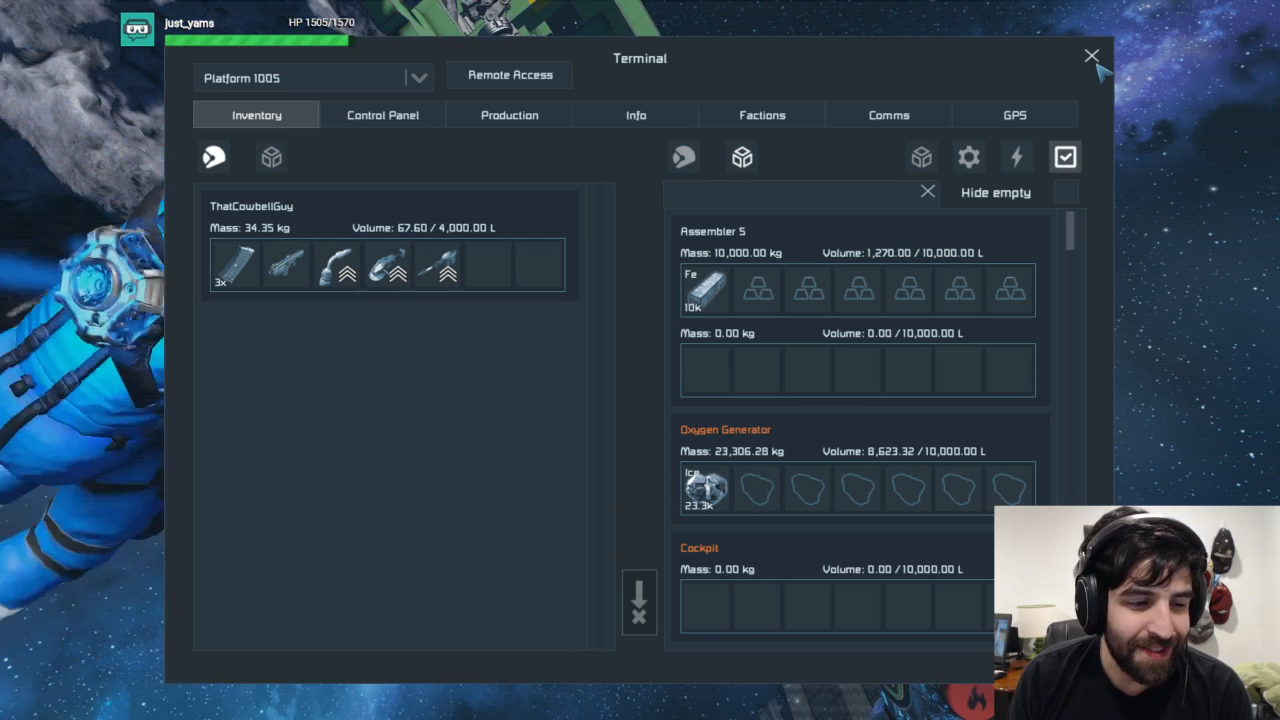 just_yams
HP 1505/1570
Terminal
Platform 1005
Remote Access
Inventory
Control Panel
Production
Info
Factions
Comms
GPS
Hide empty
ThatCowbellGuy
Mass: 34.35 kg
Volume: 67.60 / 4,000.00 L
3x
Assembler 5
Mass: 10,000.00 kg
Volume: 1,270.00 / 10,000.00 L
Fe
10k
Mass: 0.00 kg
Volume: 0.00 / 10,000.00 L
Oxygen Generator
Mass: 23,306.28 kg
Volume: 8,623.32 / 10,000.00 L
Ice
23.3k
Cockpit
Mass: 0.00 kg
Volume: 0.00 / 10,000.00 L